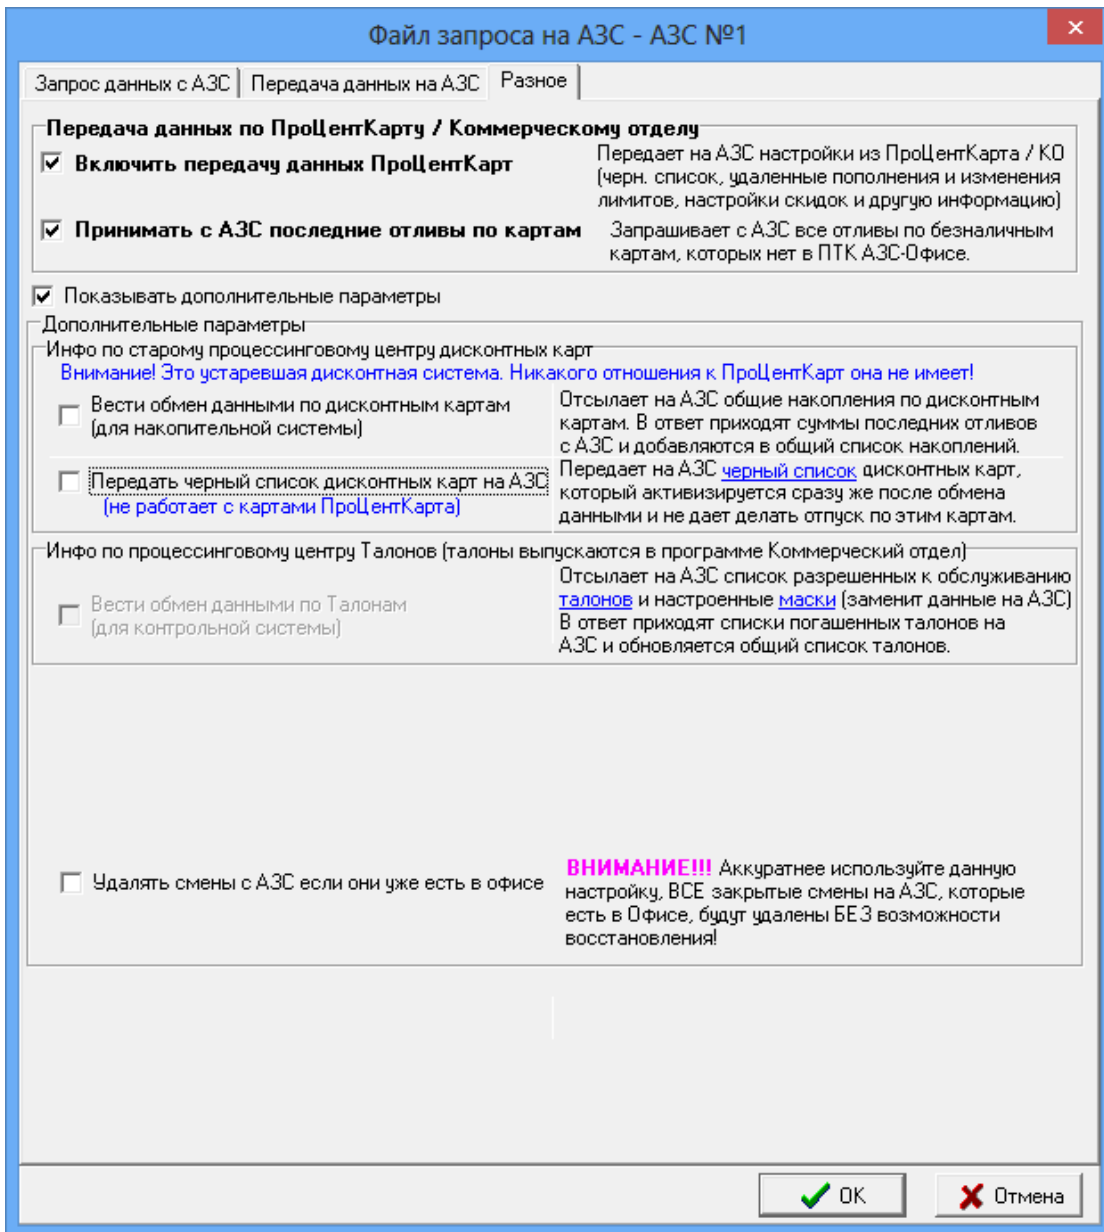 Файл запроса на АЗС - АЗС №1
Запрос данных с АЗС
Передача данных на АЗС
Разное
Передача данных по ПроЦентКарту / Коммерческому отделу
Включить передачу данных ПроЦентКарт
Передает на АЗС настройки из ПроЦентКарта / КО
(черн. список, удаленные пополнения и изменения
лимитов, настройки скидок и другую информацию)
Принимать с АЗС последние отливы по картам
Запрашивает с АЗС все отливы по безналичным
картам, которых нет в ПТК АЗС-Офисе.
Показывать дополнительные параметры
Дополнительные параметры
Инфо по старому процессинговому центру дисконтных карт
Внимание! Это устаревшая дисконтная система. Никакого отношения к ПроЦентКарт она не имеет!
Вести обмен данными по дисконтным картам
(для накопительной системы)
Отсылает на АЗС общие накопления по дисконтным
картам. В ответ приходят суммы последних отливов
с АЗС и добавляются в общий список накоплений.
Передать черный список дисконтных карт на АЗС
(не работает с картами ПроЦентКарта)
Передает на АЗС черный список дисконтных карт,
который активизируется сразу же после обмена
данными и не дает делать отпуск по этим картам.
Инфо по процессинговому центру Талонов (талоны выпускаются в программе Коммерческий отдел)
Вести обмен данными по Талонам
(для контрольной системы)
Отсылает на АЗС список разрешенных к обслуживанию
талонов и настроенные маски (заменит данные на АЗС)
В ответ приходят списки погашенных талонов на
АЗС и обновляется общий список талонов.
Удалять смены с АЗС если они уже есть в офисе
ВНИМАНИЕ!!! Аккуратнее используйте данную
настройку, ВСЕ закрытые смены на АЗС, которые
есть в Офисе, будут удалены БЕЗ возможности
восстановления!
OK
Отмена